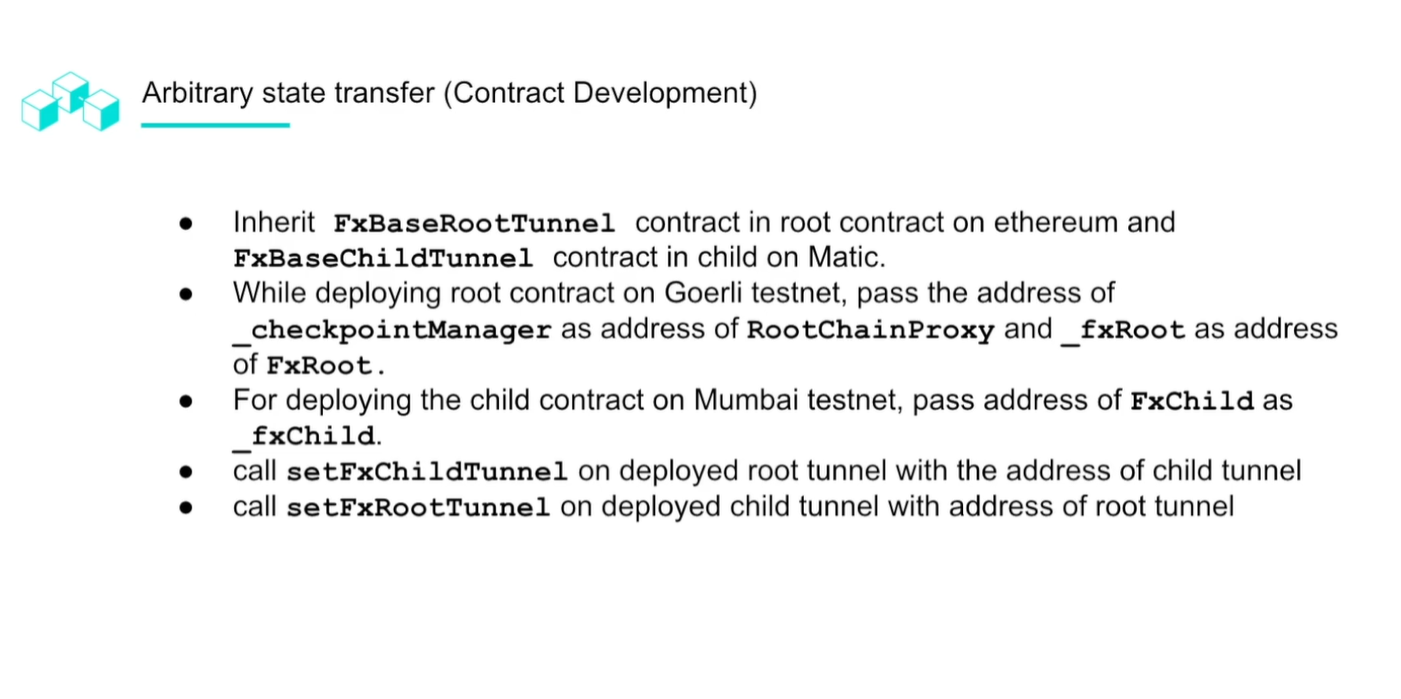 Arbitrary state transfer (Contract Development)
● Inherit FxBaseRootTunnel contract in root contract on ethereum and
FxBaseChildTunnel contract in child on Matic.
● While deploying root contract on Goerli testnet, pass the address of
_checkpointManager as address of RootChainProxy and _fxRoot as address
of FxRoot.
● For deploying the child contract on Mumbai testnet, pass address of FxChild as
_fxChild.
● call setFxChildTunnel on deployed root tunnel with the address of child tunnel
● call setFxRootTunnel on deployed child tunnel with address of root tunnel